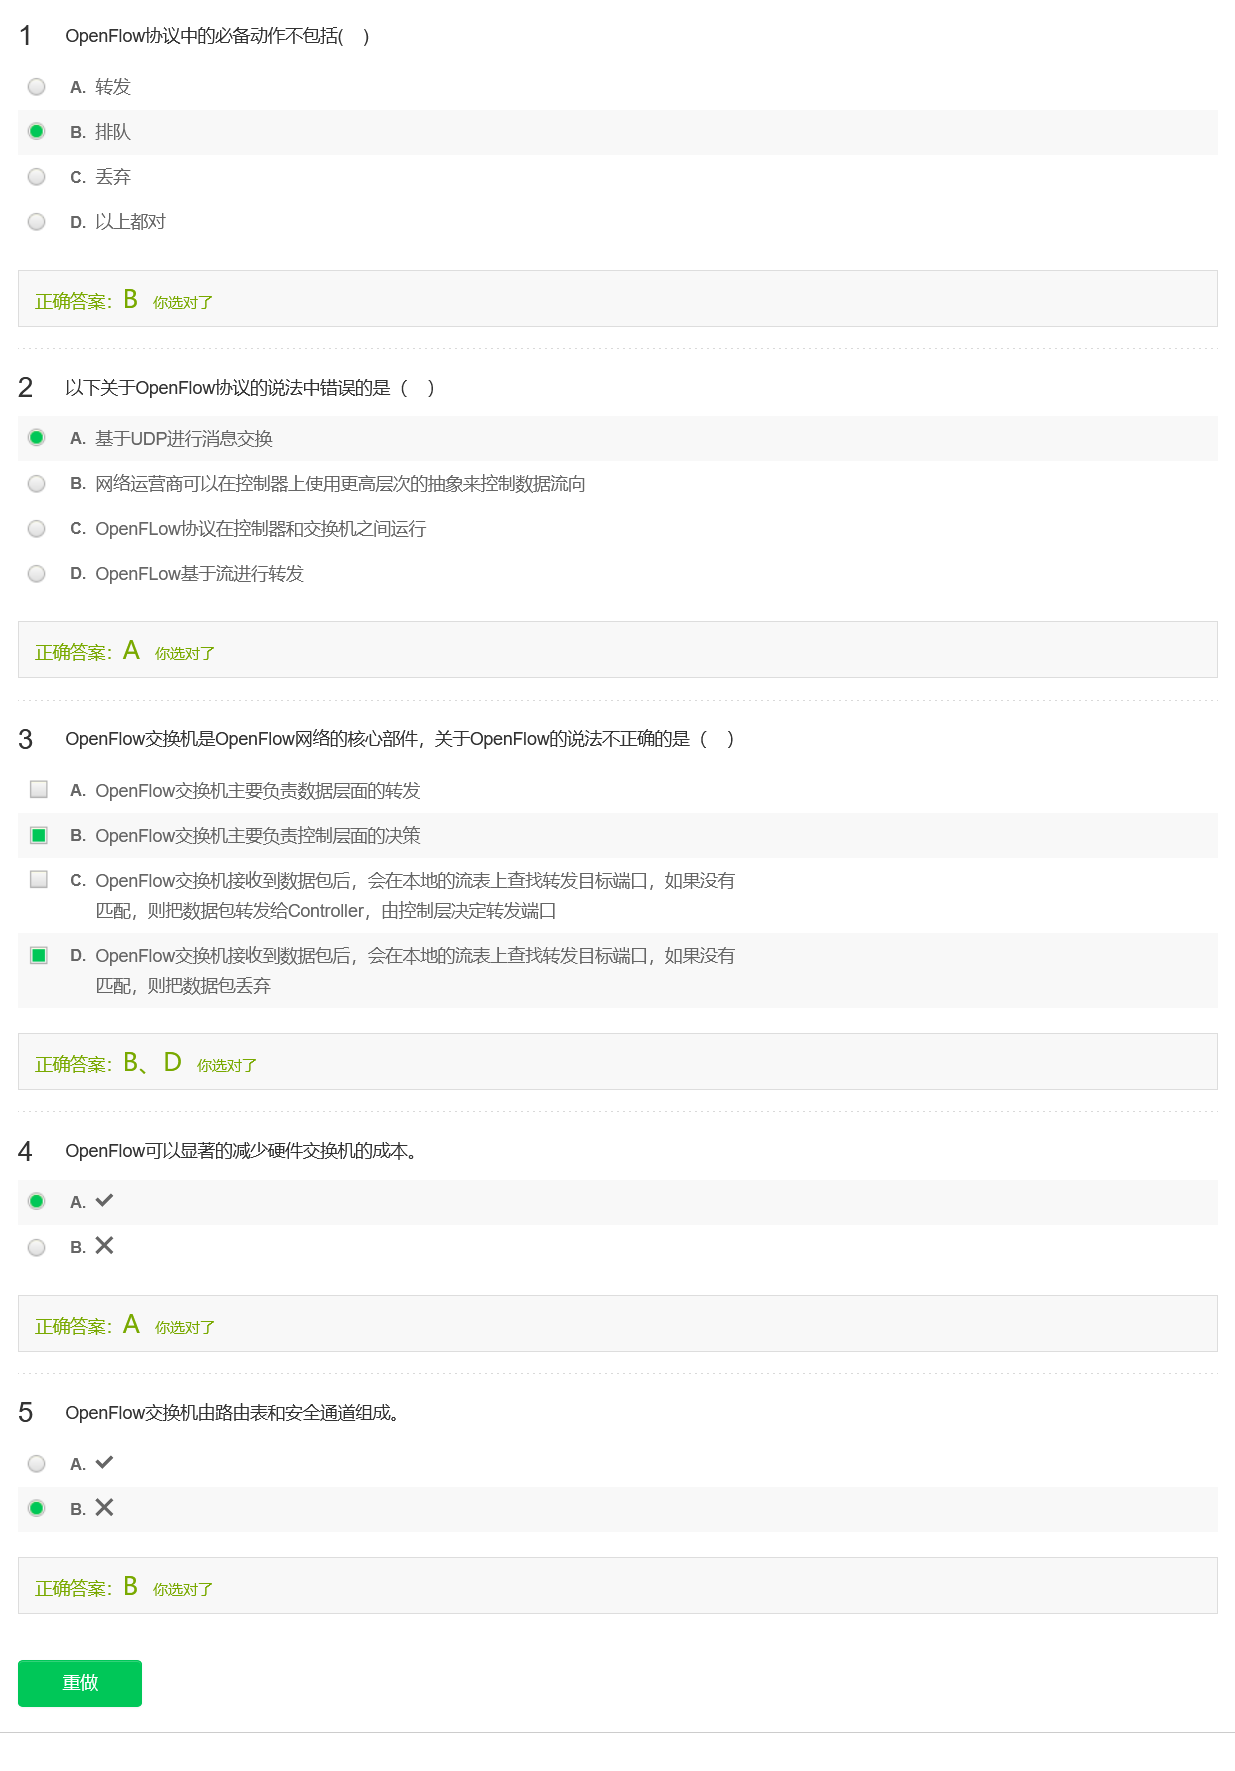 1 OpenFlow协议中的必备动作不包括( )
A. 转发
B. 排队
C. 丢弃
D. 以上都对
正确答案：B 你选对了
2 以下关于OpenFlow协议的说法中错误的是（ ）
A. 基于UDP进行消息交换
B. 网络运营商可以在控制器上使用更高层次的抽象来控制数据流向
C. OpenFLow协议在控制器和交换机之间运行
D. OpenFLow基于流进行转发
正确答案：A 你选对了
3 OpenFlow交换机是OpenFlow网络的核心部件，关于OpenFlow的说法不正确的是（ ）
A. OpenFlow交换机主要负责数据层面的转发
B. OpenFlow交换机主要负责控制层面的决策
C. OpenFlow交换机接收到数据包后，会在本地的流表上查找转发目标端口，如果没有
匹配，则把数据包转发给Controller，由控制层决定转发端口
D. OpenFlow交换机接收到数据包后，会在本地的流表上查找转发目标端口，如果没有
匹配，则把数据包丢弃
正确答案：B、D 你选对了
4 OpenFlow可以显著的减少硬件交换机的成本。
A. ✔
B. ✕
正确答案：A 你选对了
5 OpenFlow交换机由路由表和安全通道组成。
A. ✔
B. ✕
正确答案：B 你选对了
重做